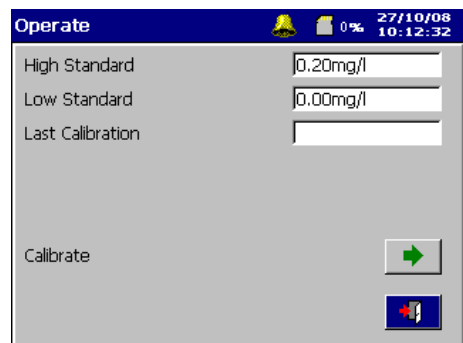 Operate 0% 27/10/08
10:12:32
High Standard 0.20mg/l
Low Standard 0.00mg/l
Last Calibration
Calibrate